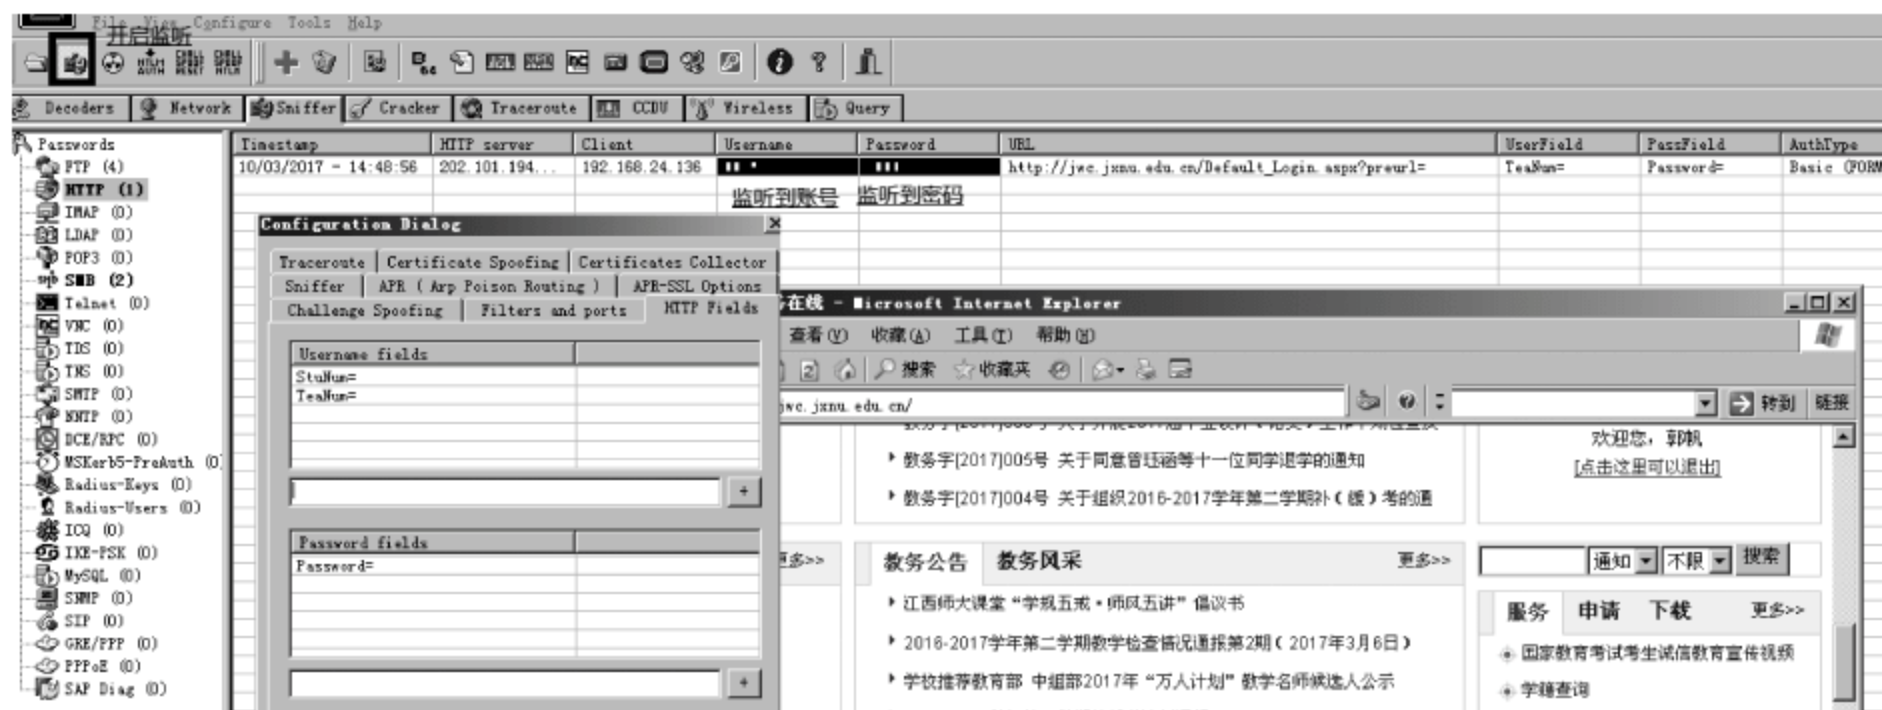 File View Configure Tools Help
开启监听
Decoders Network Sniffer Cracker Traceroute CCDU Wireless Query
Passwords
FTP (4)
HTTP (1)
IMAP (0)
LDAP (0)
POP3 (0)
SMB (2)
Telnet (0)
VNC (0)
TDS (0)
TNS (0)
SMTP (0)
NNTP (0)
DCE/RPC (0)
MSKerb5-PreAuth (0
Radius-Keys (0)
Radius-Users (0)
ICQ (0)
IKE-PSK (0)
MySQL (0)
SNMP (0)
SIP (0)
GRE/PPP (0)
PPPoE (0)
SAP Diag (0)
Timestamp HTTP server Client Username Password URL UserField PassField AuthType
10/03/2017 - 14:48:56 202.101.194... 192.168.24.136 http://jwc.jxnu.edu.cn/Default_Login.aspx?preurl= TeaNum= Password= Basic (FORM
监听到账号 监听到密码
Configuration Dialog
Traceroute Certificate Spoofing Certificates Collector
Sniffer APR ( Arp Poison Routing ) APR-SSL Options
Challenge Spoofing Filters and ports HTTP Fields
Username fields
StuNum=
TeaNum=
+
Password fields
Password=
+
在线 - Microsoft Internet Explorer
查看(V) 收藏(A) 工具(T) 帮助(H)
搜索 收藏夹
jwc.jxnu.edu.cn/ 转到 链接
教务字[2017]005号 关于同意曾珏涵等十一位同学退学的通知
教务字[2017]004号 关于组织2016-2017学年第二学期补（缓）考的通
欢迎您，郭帆
[点击这里可以退出]
更多>>
教务公告 教务风采 更多>>
江西师大课堂“学规五戒·师风五讲”倡议书
2016-2017学年第二学期教学检查情况通报第2期（2017年3月6日）
学校推荐教育部 中组部2017年“万人计划”教学名师候选人公示
通知 不限 搜索
服务 申请 下载 更多>>
国家教育考试考生诚信教育宣传视频
学籍查询